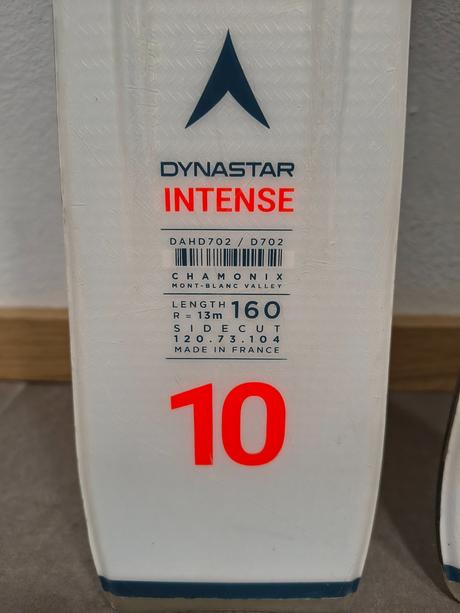 DYNASTAR
INTENSE
DAHD702 / D702
CHAMONIX
MONT-BLANC VALLEY
LENGTH 160
R = 13m
SIDECUT
120.73.104
MADE IN FRANCE
10